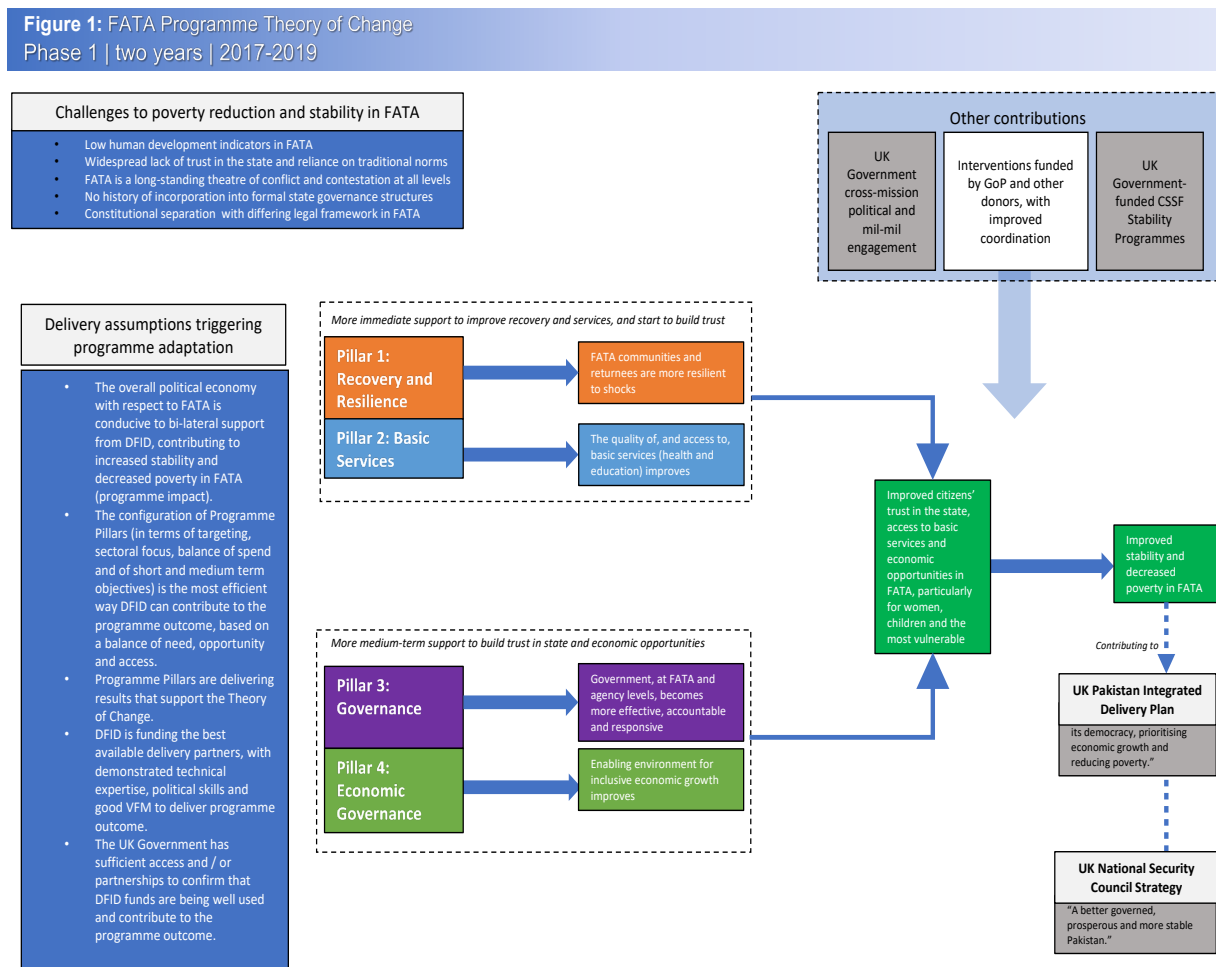 Figure 1: FATA Programme Theory of Change
Phase 1 | two years | 2017-2019
Challenges to poverty reduction and stability in FATA
• Low human development indicators in FATA
• Widespread lack of trust in the state and reliance on traditional norms
• FATA is a long-standing theatre of conflict and contestation at all levels
• No history of incorporation into formal state governance structures
• Constitutional separation with differing legal framework in FATA
Other contributions
UK
Government
cross-mission
political and
mil-mil
engagement
Interventions funded
by GoP and other
donors, with
improved
coordination
UK
Government-
funded CSSF
Stability
Programmes
Delivery assumptions triggering
programme adaptation
• The overall political economy
with respect to FATA is
conducive to bi-lateral support
from DFID, contributing to
increased stability and
decreased poverty in FATA
(programme impact).
• The configuration of Programme
Pillars (in terms of targeting,
sectoral focus, balance of spend
and of short and medium term
objectives) is the most efficient
way DFID can contribute to the
programme outcome, based on
a balance of need, opportunity
and access.
• Programme Pillars are delivering
results that support the Theory
of Change.
• DFID is funding the best
available delivery partners, with
demonstrated technical
expertise, political skills and
good VFM to deliver programme
outcome.
• The UK Government has
sufficient access and / or
partnerships to confirm that
DFID funds are being well used
and contribute to the
programme outcome.
More immediate support to improve recovery and services, and start to build trust
Pillar 1:
Recovery and
Resilience
FATA communities and
returnees are more resilient
to shocks
Pillar 2: Basic
Services
The quality of, and access to,
basic services (health and
education) improves
More medium-term support to build trust in state and economic opportunities
Pillar 3:
Governance
Government, at FATA and
agency levels, becomes
more effective, accountable
and responsive
Pillar 4:
Economic
Governance
Enabling environment for
inclusive economic growth
improves
Improved citizens'
trust in the state,
access to basic
services and
economic
opportunities in
FATA, particularly
for women,
children and the
most vulnerable
Improved
stability and
decreased
poverty in FATA
Contributing to
UK Pakistan Integrated
Delivery Plan
its democracy, prioritising
economic growth and
reducing poverty.”
UK National Security
Council Strategy
“A better governed,
prosperous and more stable
Pakistan.”